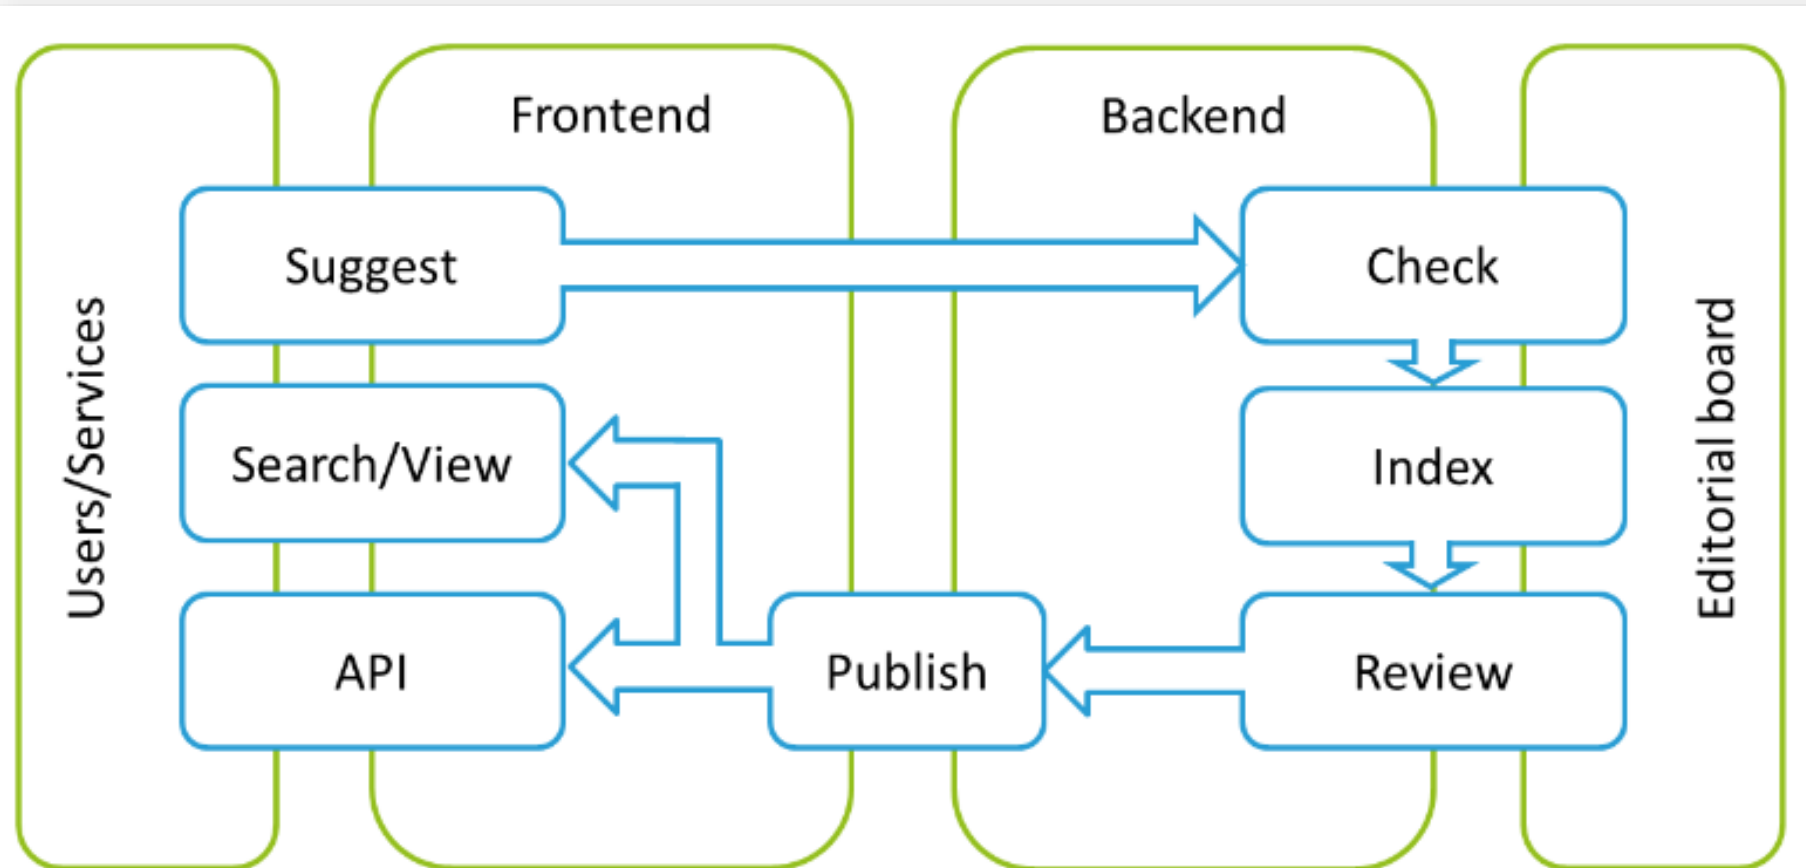 Frontend
Backend
Users/Services
Suggest
Check
Search/View
Index
API
Publish
Review
Editorial board